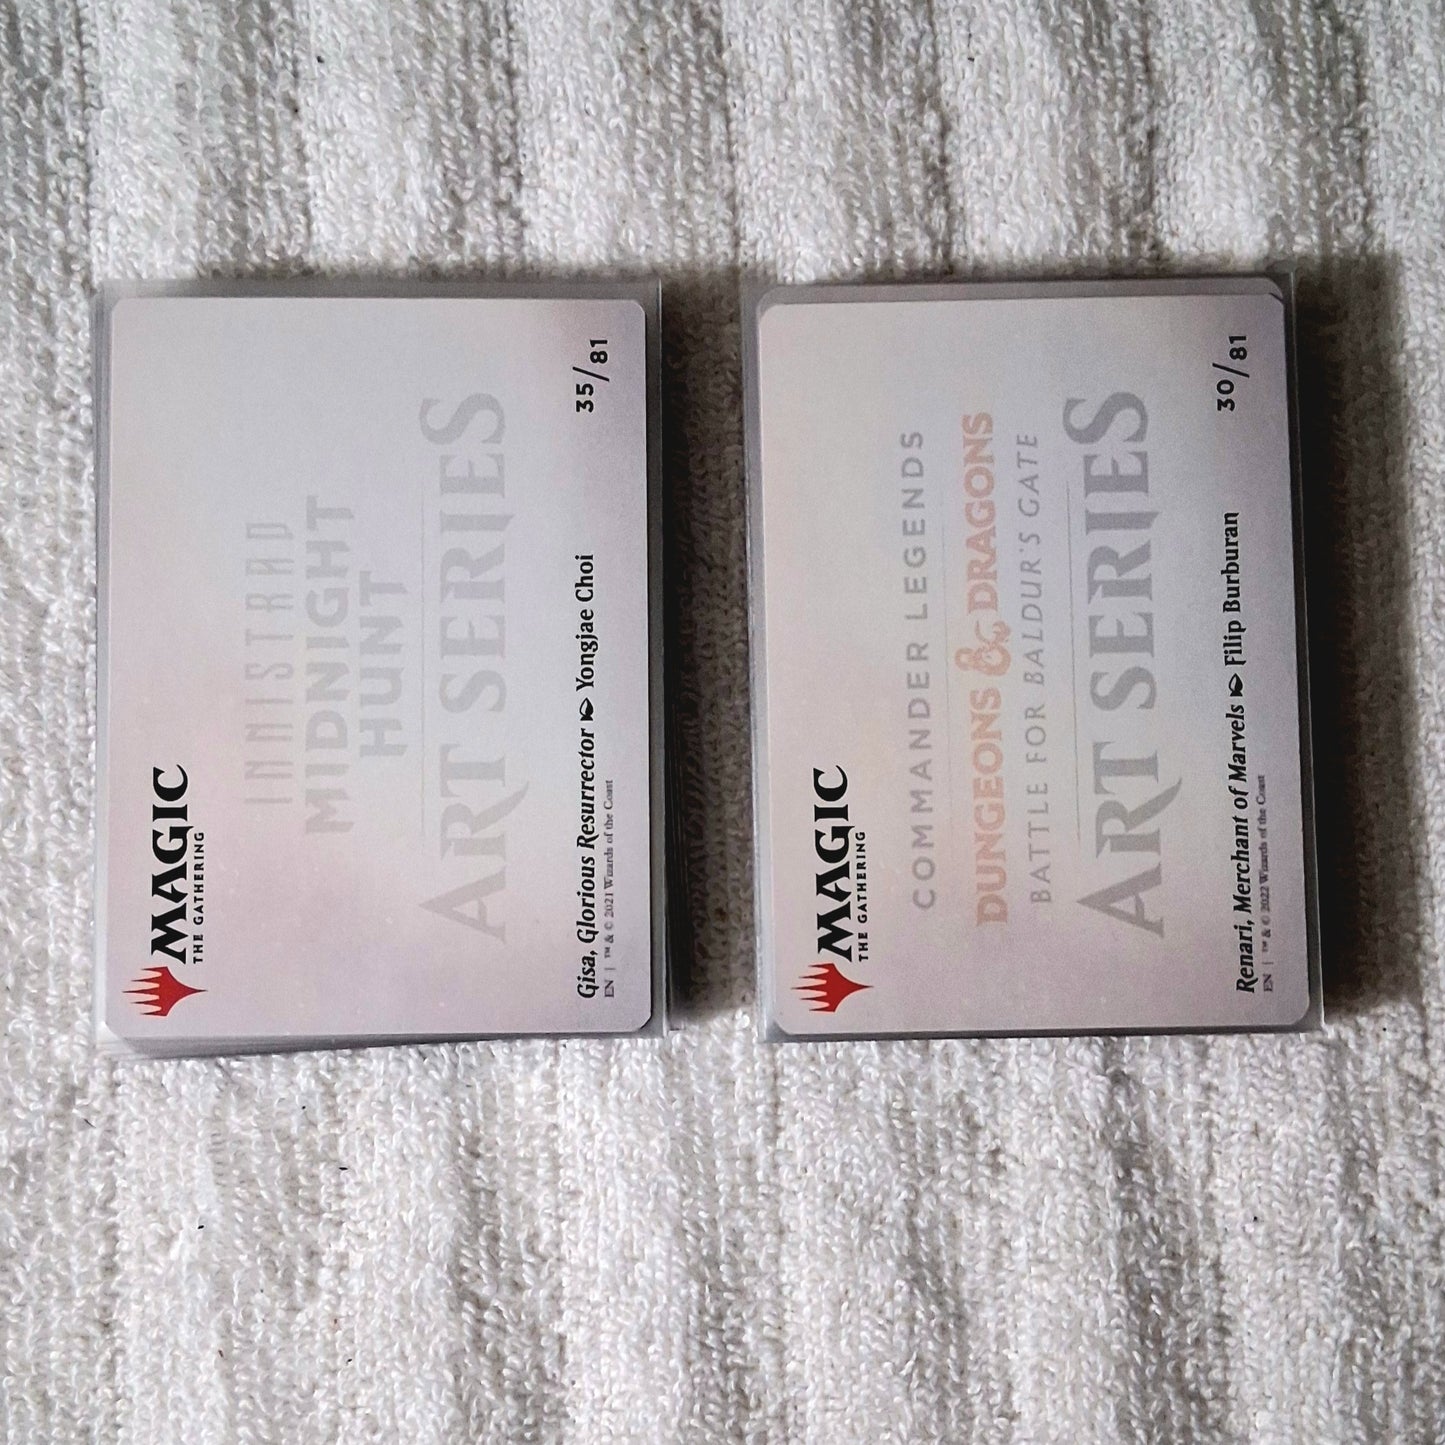 MAGIC
THE GATHERING
INNISTRAD
MIDNIGHT
HUNT
ART SERIES
Gisa, Glorious Resurrector Yongjae Choi
35/81
EN | ™ & © 2021 Wizards of the Coast
MAGIC
THE GATHERING
COMMANDER LEGENDS
DUNGEONS & DRAGONS
BATTLE FOR BALDUR'S GATE
ART SERIES
Renari, Merchant of Marvels Filip Burburan
30/81
EN | ™ & © 2022 Wizards of the Coast